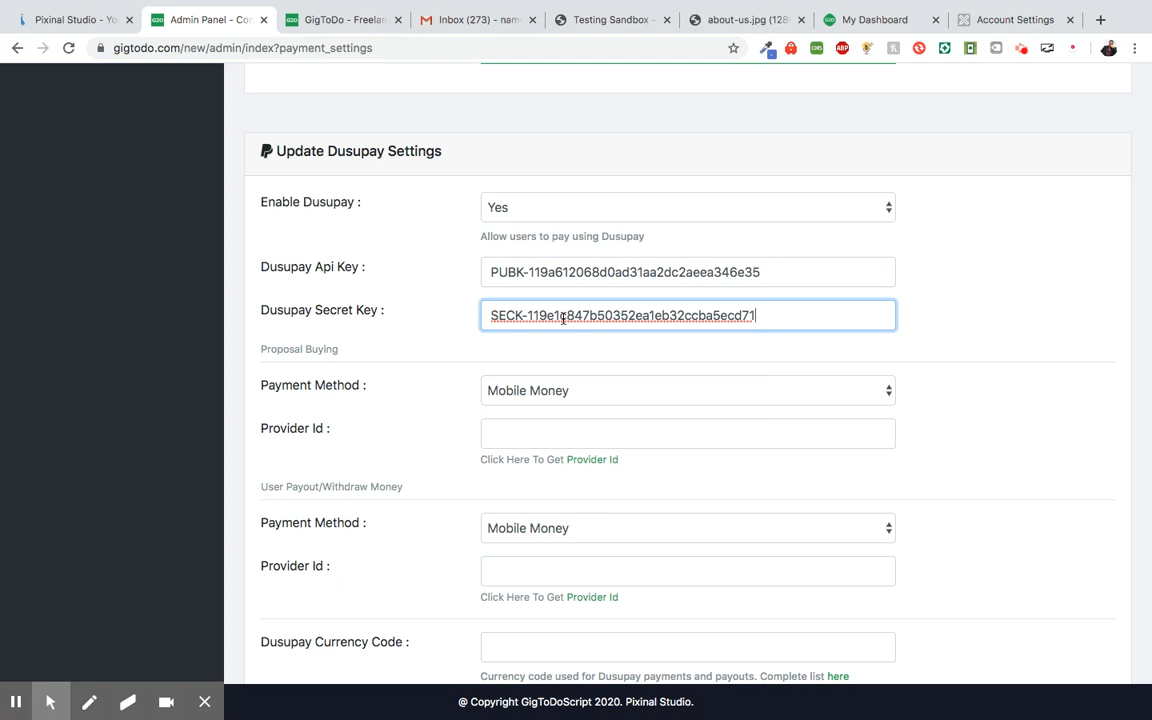 Pixinal Studio - Yo
Admin Panel - Co
GigToDo - Freelan
Inbox (273) - nam
Testing Sandbox -
about-us.jpg (128
My Dashboard
Account Settings
gigtodo.com/new/admin/index?payment_settings
Update Dusupay Settings
Enable Dusupay :
Yes
Allow users to pay using Dusupay
Dusupay Api Key :
PUBK-119a612068d0ad31aa2dc2aeea346e35
Dusupay Secret Key :
SECK-119e1c847b50352ea1eb32ccba5ecd71
Proposal Buying
Payment Method :
Mobile Money
Provider Id :
Click Here To Get Provider Id
User Payout/Withdraw Money
Payment Method :
Mobile Money
Provider Id :
Click Here To Get Provider Id
Dusupay Currency Code :
Currency code used for Dusupay payments and payouts. Complete list here
@ Copyright GigToDoScript 2020. Pixinal Studio.